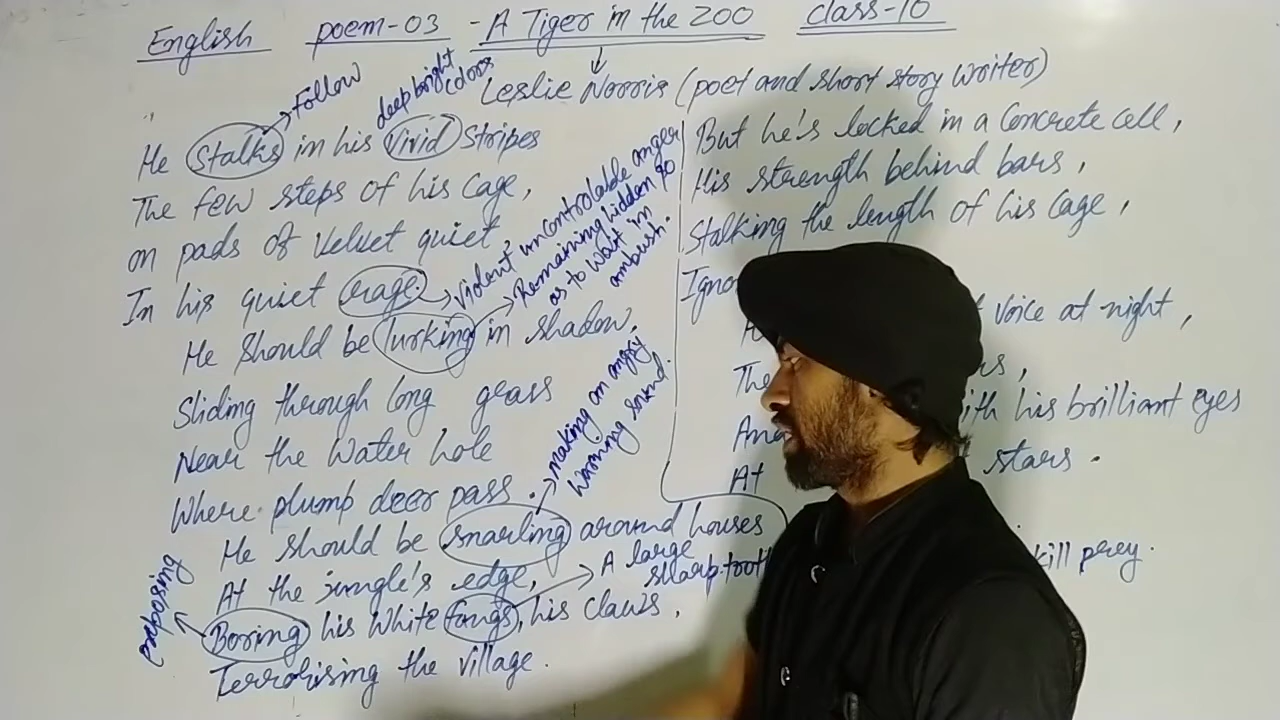 English poem-03 - A Tiger in the ZOO class-10
Leslie Norris (poet and short story writer)
Follow
deep bright colors
He Stalks in his Vivid Stripes
The few steps of his cage,
on pads of Velvet quiet,
In his quiet rage.
Violent uncontrolable anger
He Should be lurking in shadow,
Remaining hidden so
as to wait in
ambush.
Sliding through long grass
Near the Water hole
Where plump deer pass.
He should be snarling around houses
making an angry
Warning sound.
At the jungle's edge,
Boring his White fangs, his claws,
A large
sharp tooth
kill prey.
Terrorising the village.
But he's locked in a Concrete cell,
His strength behind bars,
Stalking the length of his cage,
voice at night,
The
with his brilliant eyes
At stars.